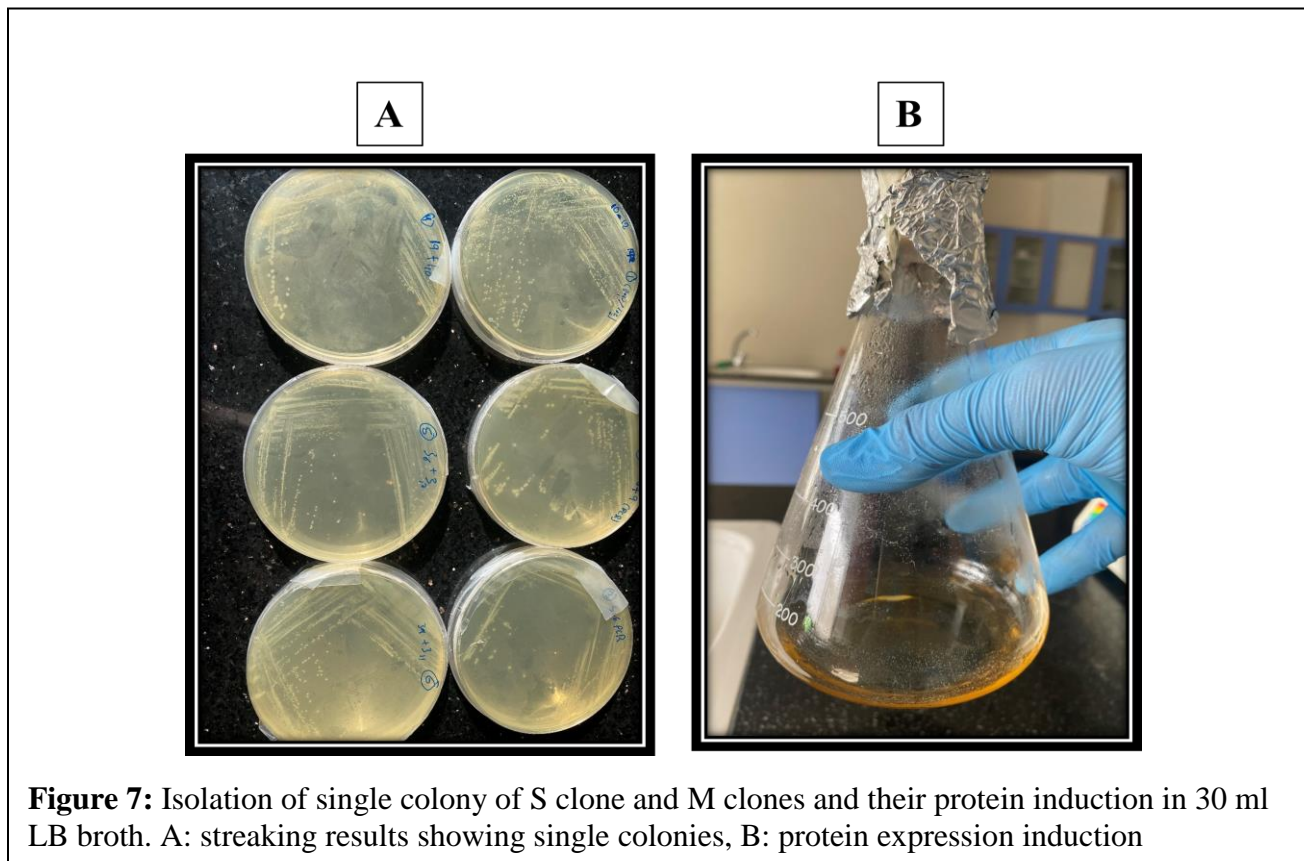 A
B
500
400
300
200
PCR
Figure 7: Isolation of single colony of S clone and M clones and their protein induction in 30 ml
LB broth. A: streaking results showing single colonies, B: protein expression induction